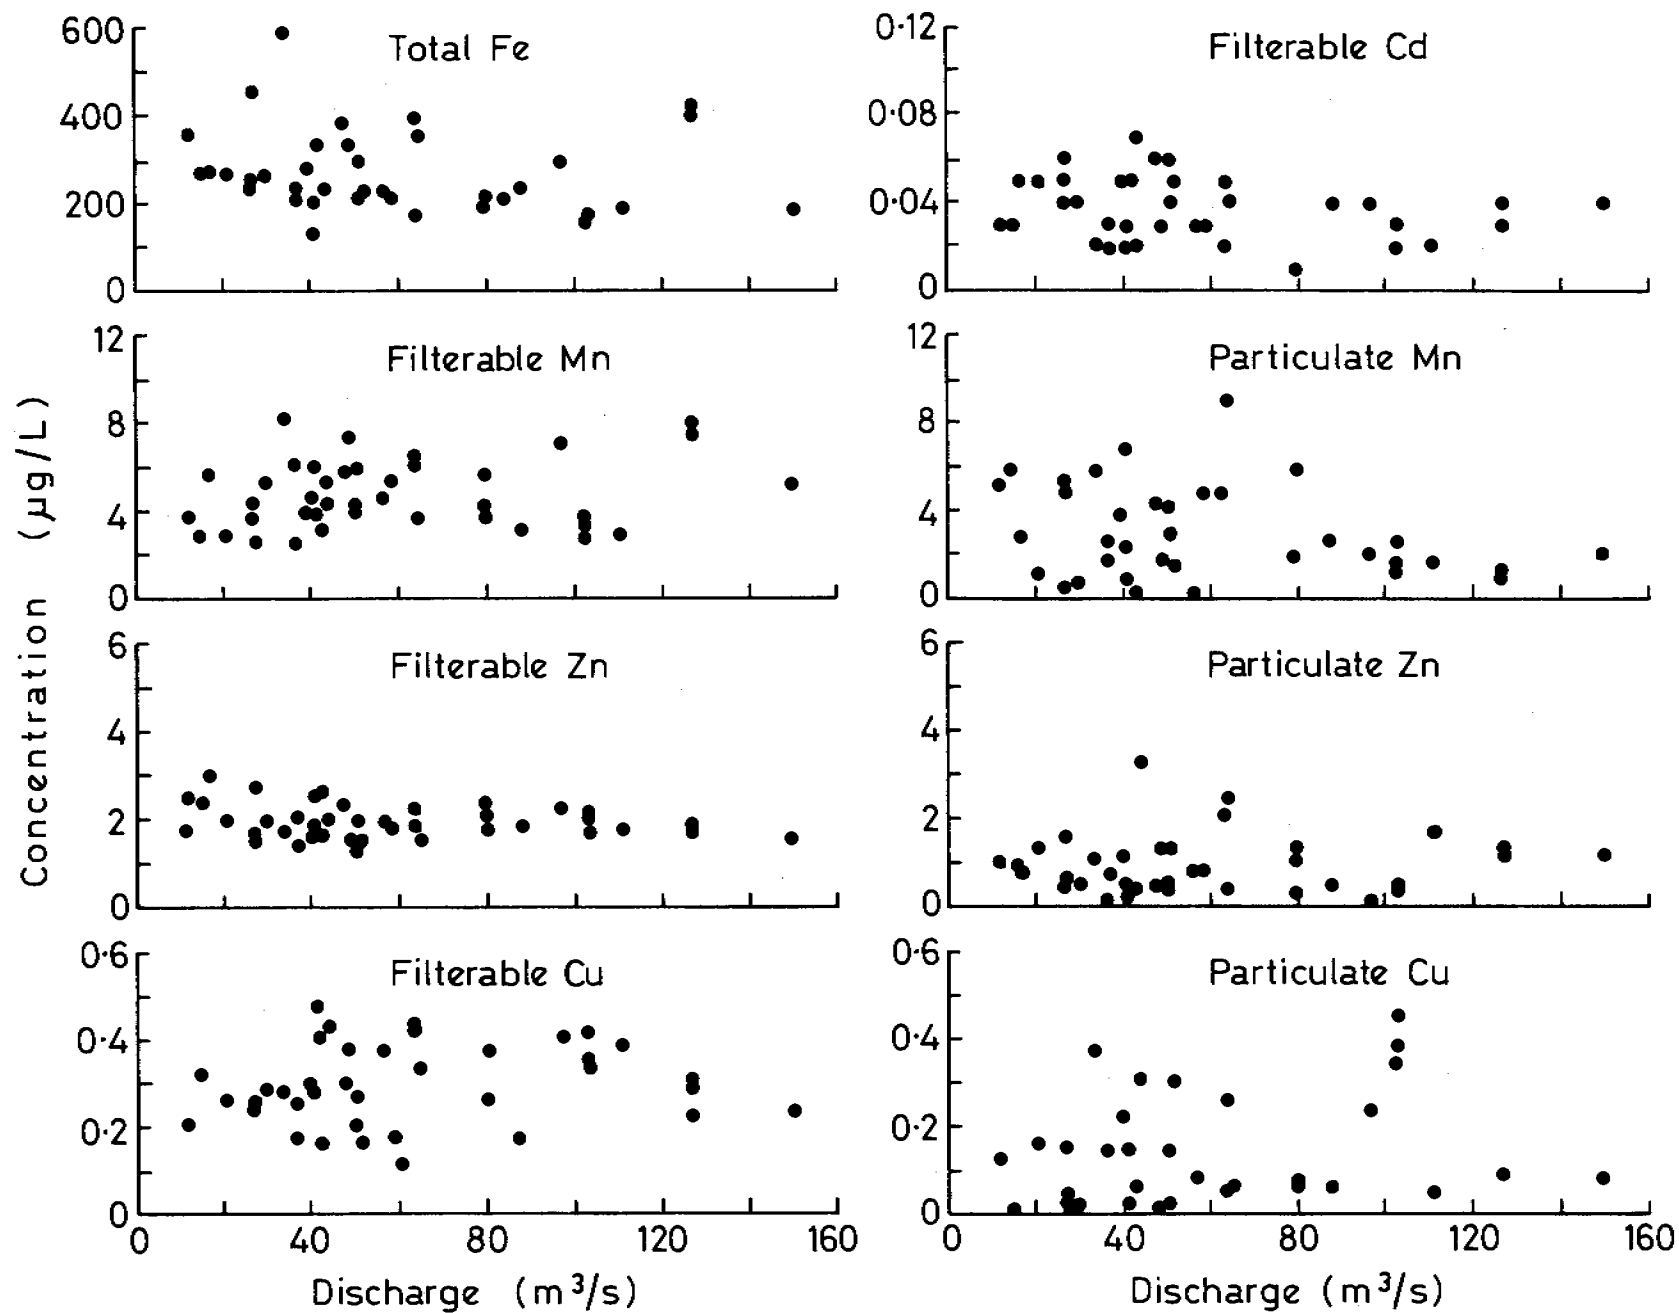 Total Fe
600
400
200
0
Filterable Cd
0·12
0·08
0·04
0
Filterable Mn
12
8
4
0
Particulate Mn
12
8
4
0
Filterable Zn
6
4
2
0
Particulate Zn
6
4
2
0
Filterable Cu
0·6
0·4
0·2
0
0 40 80 120 160
Particulate Cu
0·6
0·4
0·2
0
0 40 80 120 160
Concentration (µg/L)
Discharge (m³/s)
Discharge (m³/s)